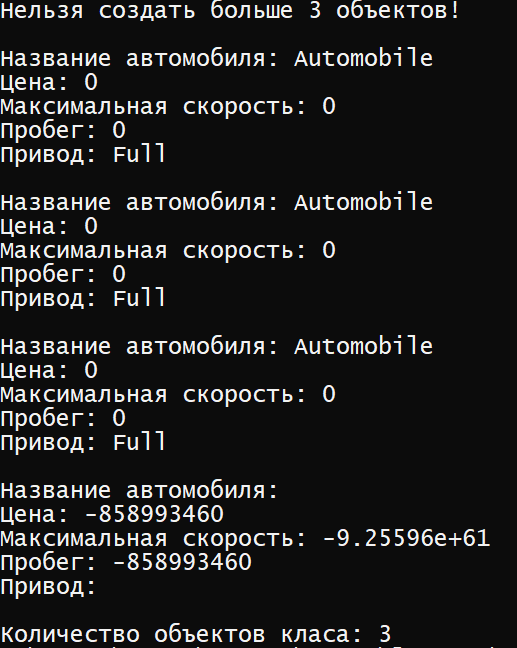 Нельзя создать больше 3 объектов!
Название автомобиля: Automobile
Цена: 0
Максимальная скорость: 0
Пробег: 0
Привод: Full
Название автомобиля: Automobile
Цена: 0
Максимальная скорость: 0
Пробег: 0
Привод: Full
Название автомобиля: Automobile
Цена: 0
Максимальная скорость: 0
Пробег: 0
Привод: Full
Название автомобиля:
Цена: -858993460
Максимальная скорость: -9.25596e+61
Пробег: -858993460
Привод:
Количество объектов класа: 3